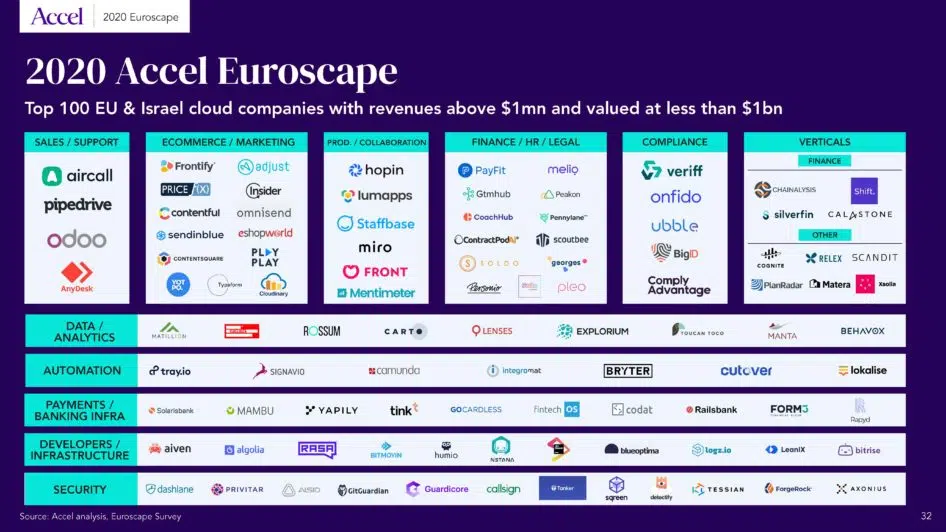 Accel 2020 Euroscape
2020 Accel Euroscape
Top 100 EU & Israel cloud companies with revenues above $1mn and valued at less than $1bn
SALES / SUPPORT
aircall
pipedrive
odoo
AnyDesk
ECOMMERCE / MARKETING
Frontify adjust
PRICE Insider
contentful omnisend
sendinblue eshopworld
CONTENTSQUARE PLAY PLAY
YOTPO. Typeform Cloudinary
PROD. / COLLABORATION
hopin
lumapps
Staffbase
miro
FRONT
Mentimeter
FINANCE / HR / LEGAL
PayFit melio
Gtmhub Peakon
CoachHub Pennylane
ContractPod scoutbee
SOLDO georges
Personio pleo
COMPLIANCE
veriff
onfido
ubble
BigID
Comply
Advantage
VERTICALS
FINANCE
CHAINALYSIS Shift.
silverfin CALASTONE
OTHER
COGNITE RELEX SCANDIT
PlanRadar Matera Xsolla
DATA /
ANALYTICS
MATILLION ROSSUM CARTO LENSES EXPLORIUM TOUCAN TOCO MANTA BEHAVOX
AUTOMATION
tray.io SIGNAVIO camunda integromat BRYTER cutover lokalise
PAYMENTS /
BANKING INFRA
Solarisbank MAMBU YAPILY tink GOCARDLESS fintech OS codat Railsbank FORM3 Rapyd
DEVELOPERS /
INFRASTRUCTURE
aiven algolia RASA BITMOVIN humio INSTANA blueoptima logz.io LeanIX bitrise
SECURITY
dashlane PRIVITAR GitGuardian Guardicore callsign Tanker sqreen detectify TESSIAN ForgeRock AXONIUS
Source: Accel analysis, Euroscape Survey
32